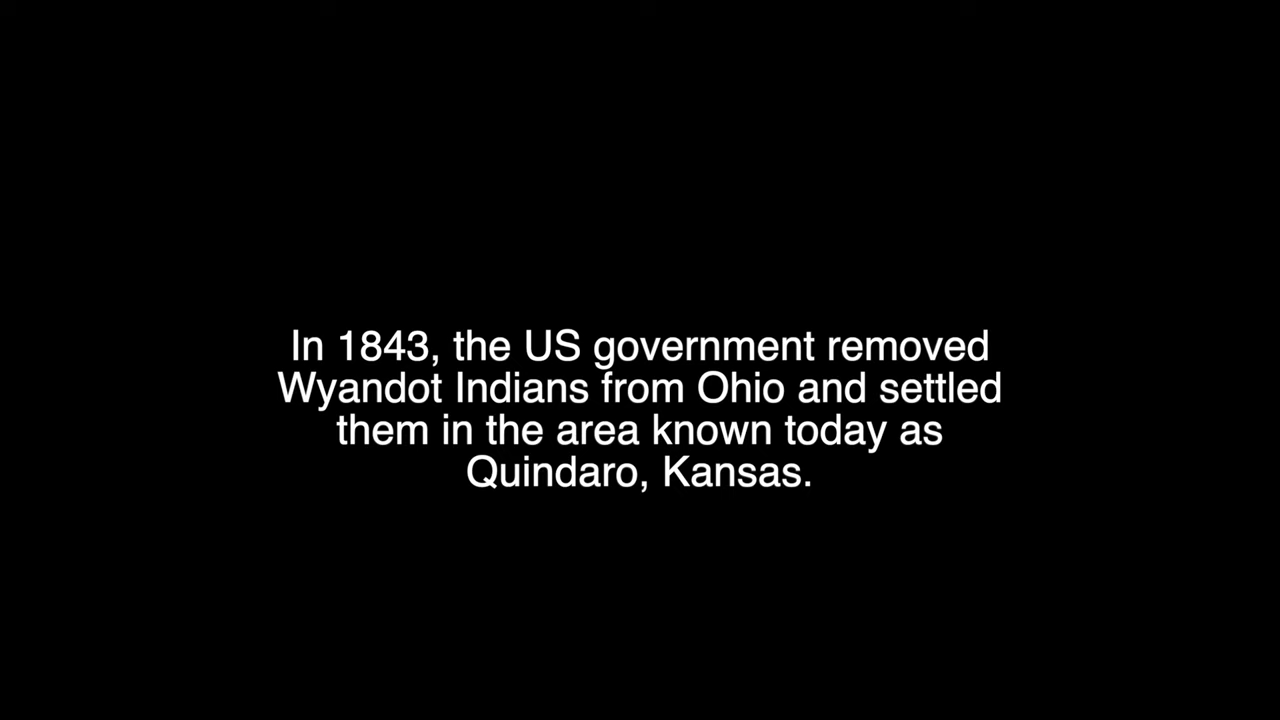 In 1843, the US government removed
Wyandot Indians from Ohio and settled
them in the area known today as
Quindaro, Kansas.